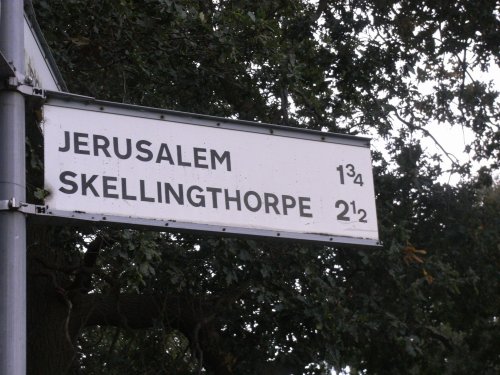 JERUSALEM 1¾
SKELLINGTHORPE 2½